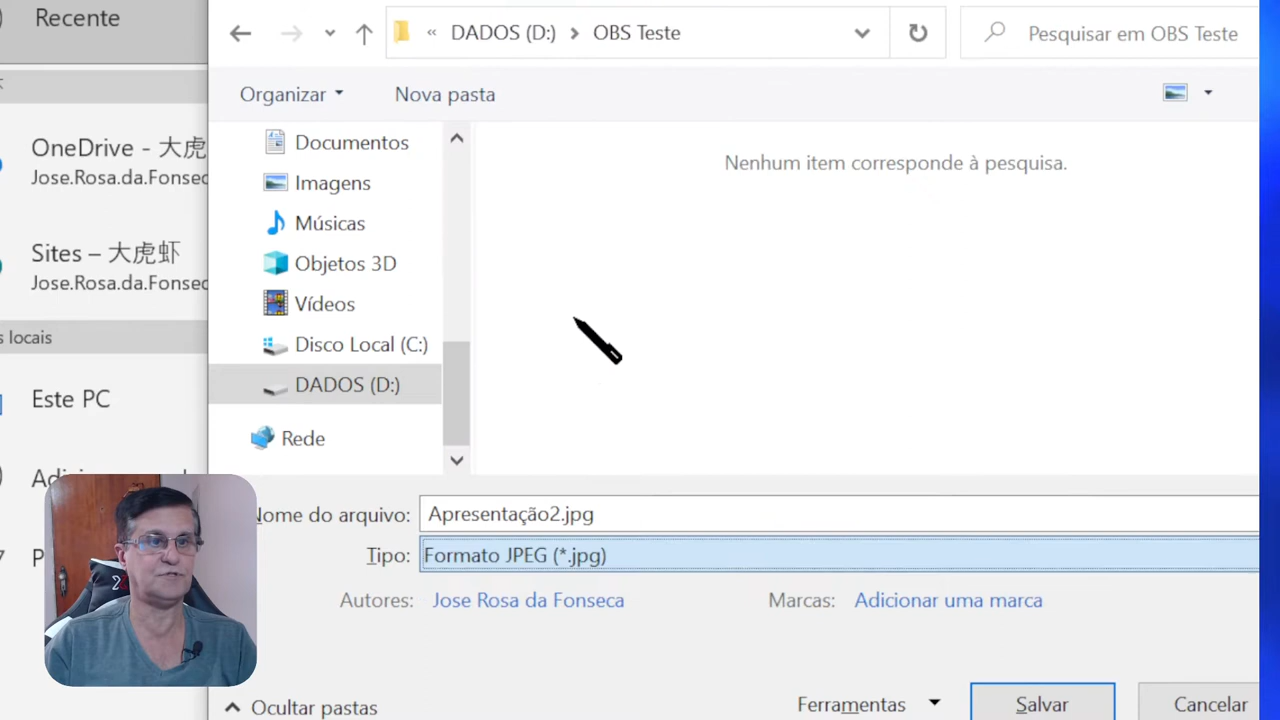 Recente
« DADOS (D:) > OBS Teste
Pesquisar em OBS Teste
Organizar
Nova pasta
OneDrive - 大虎
Jose.Rosa.da.Fonsec
Sites – 大虎虾
Jose.Rosa.da.Fonsec
s locais
Este PC
Documentos
Imagens
Músicas
Objetos 3D
Vídeos
Disco Local (C:)
DADOS (D:)
Rede
Nenhum item corresponde à pesquisa.
Nome do arquivo: Apresentação2.jpg
Tipo: Formato JPEG (*.jpg)
Autores: Jose Rosa da Fonseca
Marcas: Adicionar uma marca
Ocultar pastas
Ferramentas
Salvar
Cancelar